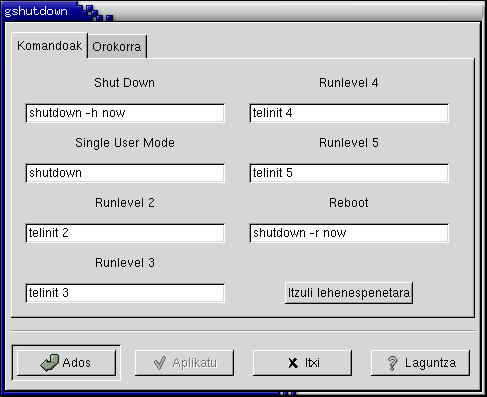 gshutdown
Komandoak Orokorra
Shut Down
shutdown -h now
Single User Mode
shutdown
Runlevel 2
telinit 2
Runlevel 3
telinit 3
Runlevel 4
telinit 4
Runlevel 5
telinit 5
Reboot
shutdown -r now
Itzuli lehenespenetara
Ados Aplikatu Itxi Laguntza